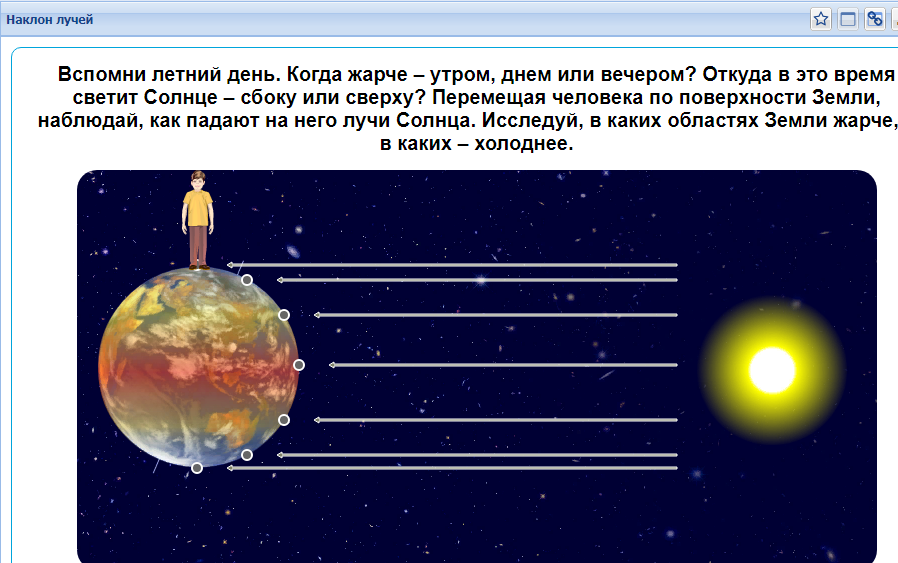 Наклон лучей
Вспомни летний день. Когда жарче – утром, днем или вечером? Откуда в это время
светит Солнце – сбоку или сверху? Перемещая человека по поверхности Земли,
наблюдай, как падают на него лучи Солнца. Исследуй, в каких областях Земли жарче,
в каких – холоднее.